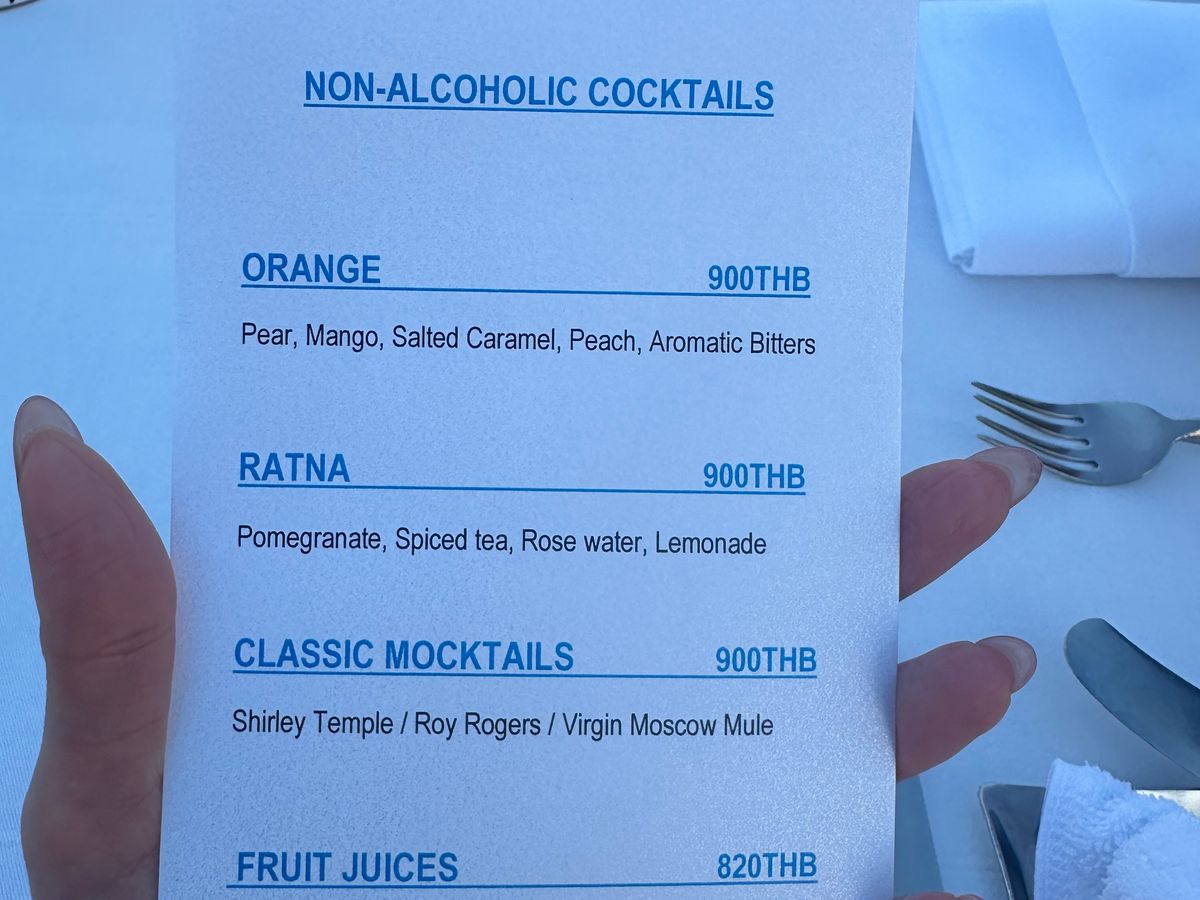 NON-ALCOHOLIC COCKTAILS
ORANGE 900THB
Pear, Mango, Salted Caramel, Peach, Aromatic Bitters
RATNA 900THB
Pomegranate, Spiced tea, Rose water, Lemonade
CLASSIC MOCKTAILS 900THB
Shirley Temple / Roy Rogers / Virgin Moscow Mule
FRUIT JUICES 820THB